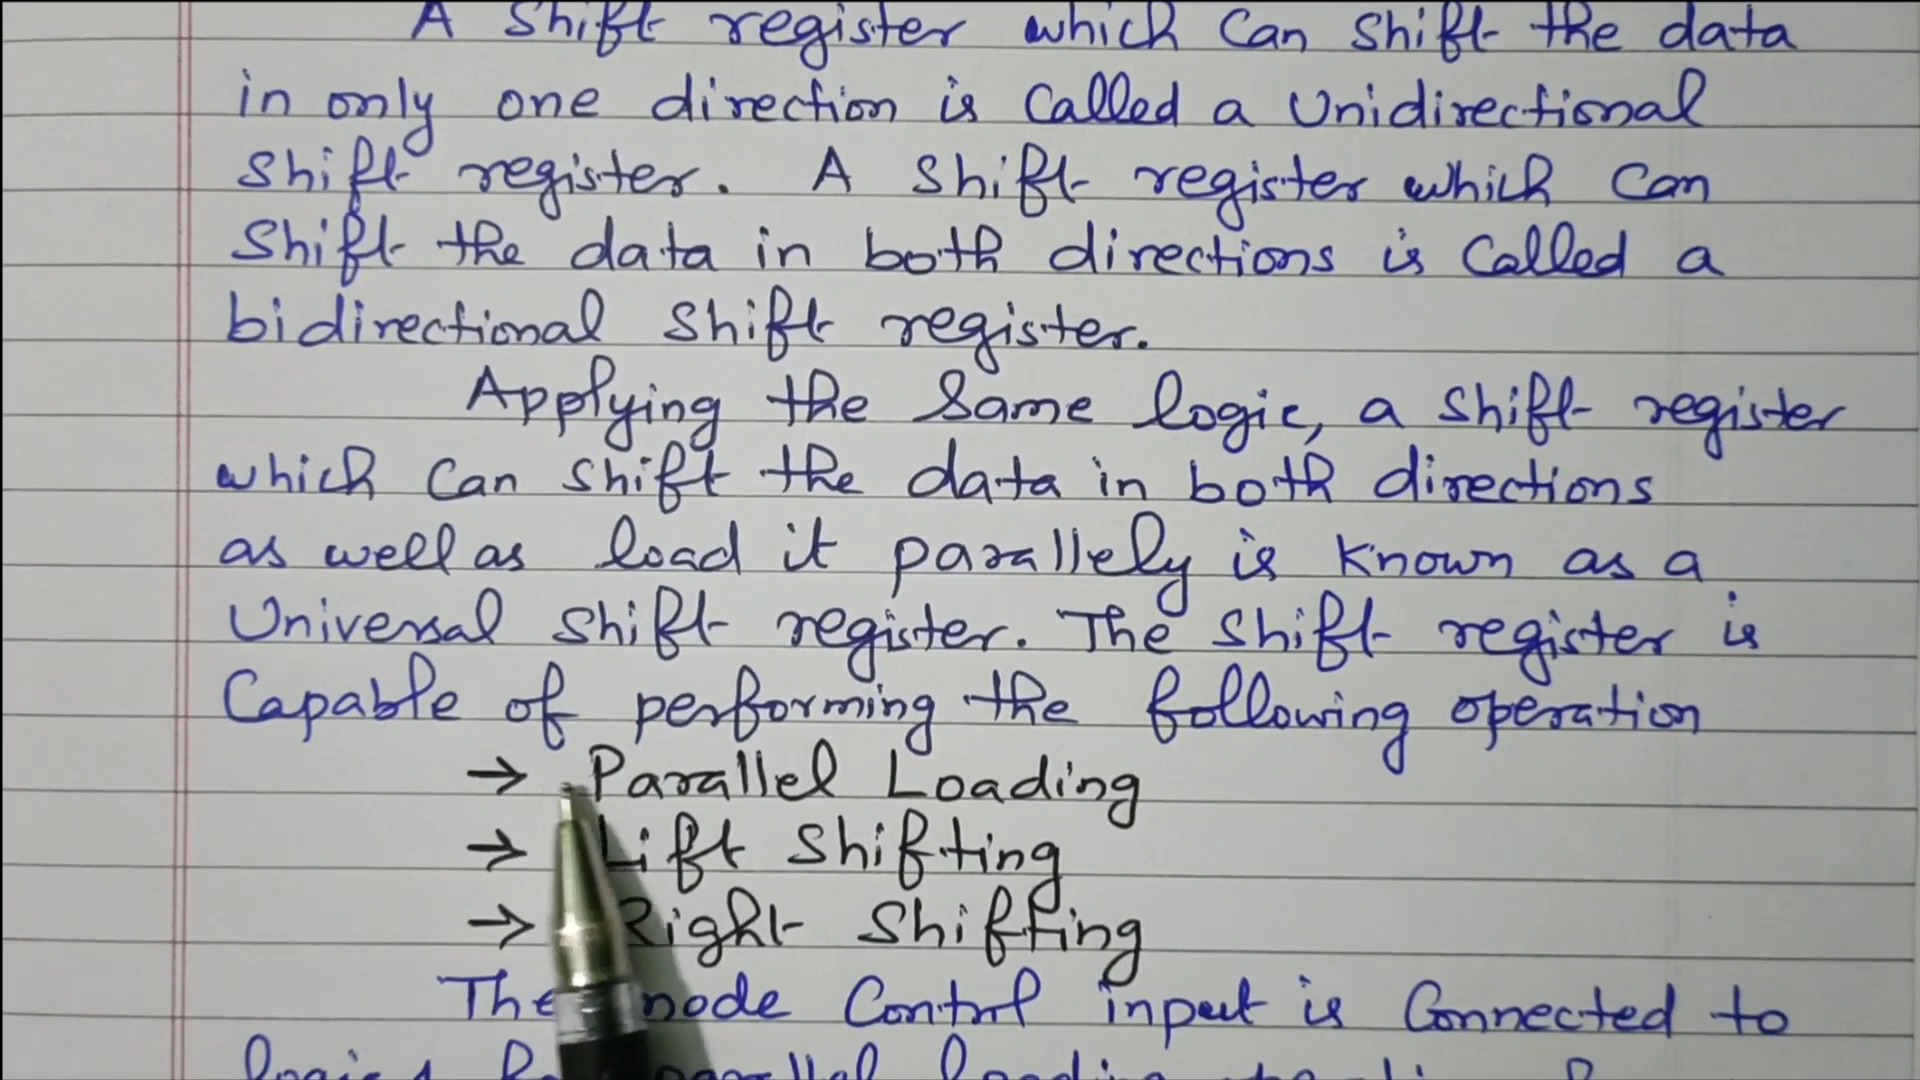 A Shift register which can shift the data
in only one direction is called a Unidirectional
shift register. A shift register which can
shift the data in both directions is called a
bidirectional shift register.
Applying the same logic, a shift register
which can shift the data in both directions
as well as load it parallely is known as a
Universal shift register. The shift register is
Capable of performing the following operation
→ Parallel Loading
→ Lift Shifting
→ Right Shifting
The mode Control input is Connected to
parallel loading